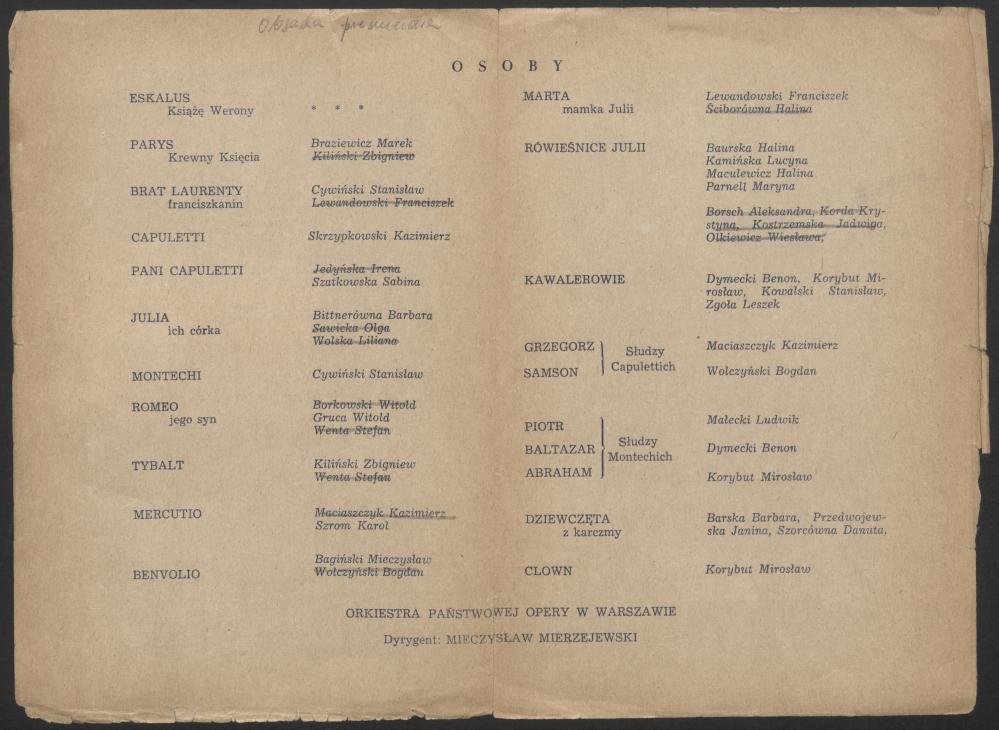 Obsada premierowa
OSOBY
ESKALUS
Książę Werony * * *
PARYS Braziewicz Marek
Krewny Księcia Kiliński Zbigniew
BRAT LAURENTY Cywiński Stanisław
franciszkanin Lewandowski Franciszek
CAPULETTI Skrzypkowski Kazimierz
PANI CAPULETTI Jedyńska Irena
Szatkowska Sabina
JULIA Bittnerówna Barbara
ich córka Sawicka Olga
Wolska Liliana
MONTECHI Cywiński Stanisław
ROMEO Borkowski Witold
jego syn Gruca Witold
Wenta Stefan
TYBALT Kiliński Zbigniew
Wenta Stefan
MERCUTIO Maciaszczyk Kazimierz
Szrom Karol
Bagiński Mieczysław
BENVOLIO Wołczyński Bogdan
MARTA Lewandowski Franciszek
mamka Julii Ściborówna Halina
RÓWIEŚNICE JULII Baurska Halina
Kamińska Lucyna
Maculewicz Halina
Parnell Maryna
Borsch Aleksandra, Korda Kry-
styna, Kostrzemska Jadwiga,
Olkiewicz Wiesława,
KAWALEROWIE Dymecki Benon, Korybut Mi-
rosław, Kowalski Stanisław,
Zgoła Leszek
GRZEGORZ Słudzy Maciaszczyk Kazimierz
SAMSON Capulettich Wolczyński Bogdan
PIOTR Małecki Ludwik
BALTAZAR Słudzy Montechich Dymecki Benon
ABRAHAM Korybut Mirosław
DZIEWCZĘTA Barska Barbara, Przedwojew-
z karczmy ska Janina, Szorcówna Danuta,
CLOWN Korybut Mirosław
ORKIESTRA PAŃSTWOWEJ OPERY W WARSZAWIE
Dyrygent: MIECZYSŁAW MIERZEJEWSKI